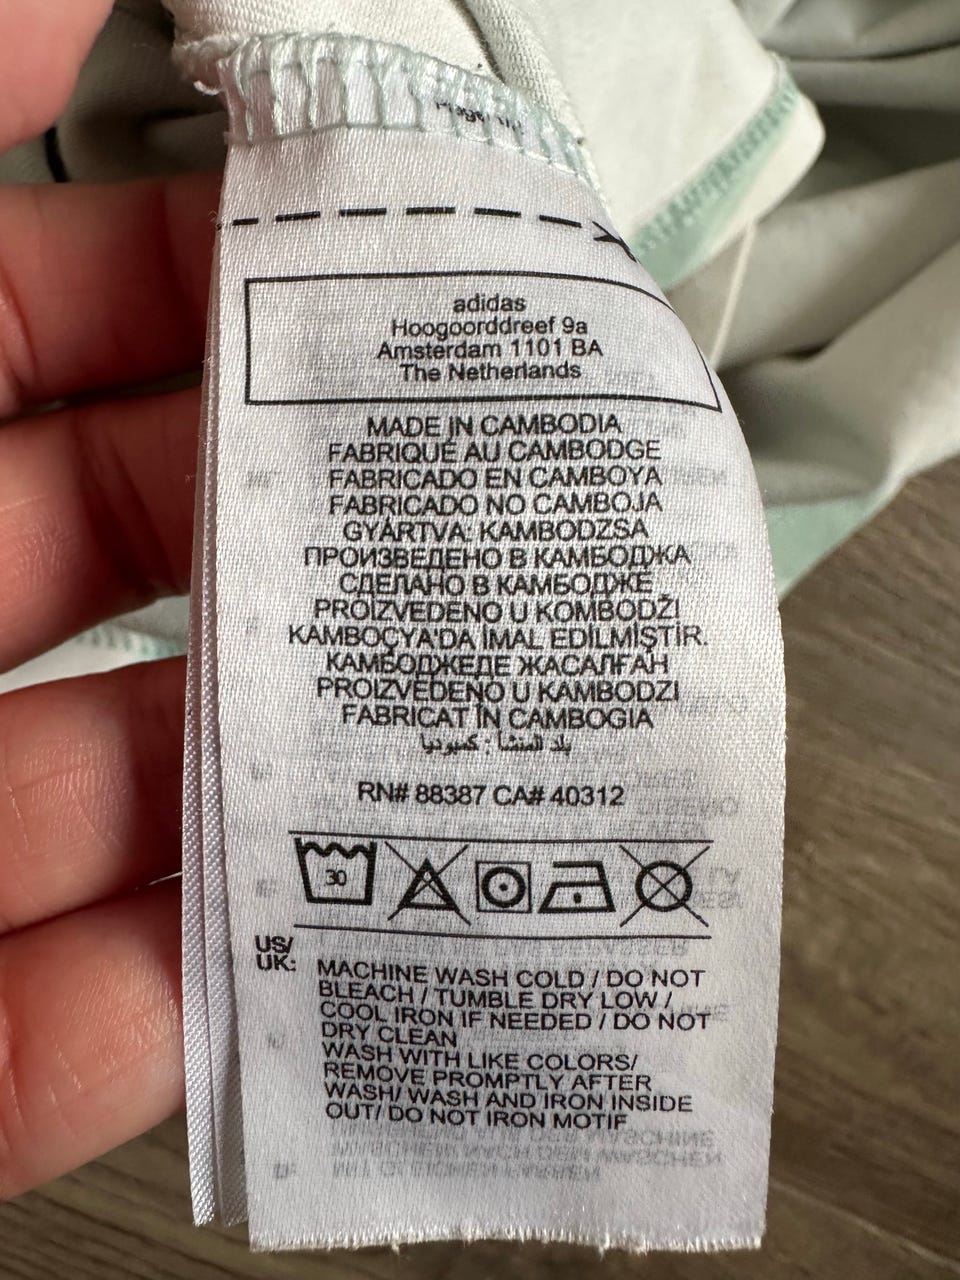 adidas
Hoogoorddreef 9a
Amsterdam 1101 BA
The Netherlands
MADE IN CAMBODIA
FABRIQUÉ AU CAMBODGE
FABRICADO EN CAMBOYA
FABRICADO NO CAMBOJA
GYÁRTVA: KAMBODZSA
ПРОИЗВЕДЕНО В КАМБОДЖА
СДЕЛАНО В КАМБОДЖЕ
PROIZVEDENO U KOMBODŽI
KAMBOÇYA'DA İMAL EDİLMİŞTİR.
КАМБОДЖЕДЕ ЖАСАЛҒАН
PROIZVEDENO U KAMBODZI
FABRICAT ÎN CAMBOGIA
بلد المنشأ : كمبوديا
RN# 88387 CA# 40312
30
US/
UK:
MACHINE WASH COLD / DO NOT
BLEACH / TUMBLE DRY LOW /
COOL IRON IF NEEDED / DO NOT
DRY CLEAN
WASH WITH LIKE COLORS/
REMOVE PROMPTLY AFTER
WASH/ WASH AND IRON INSIDE
OUT/ DO NOT IRON MOTIF